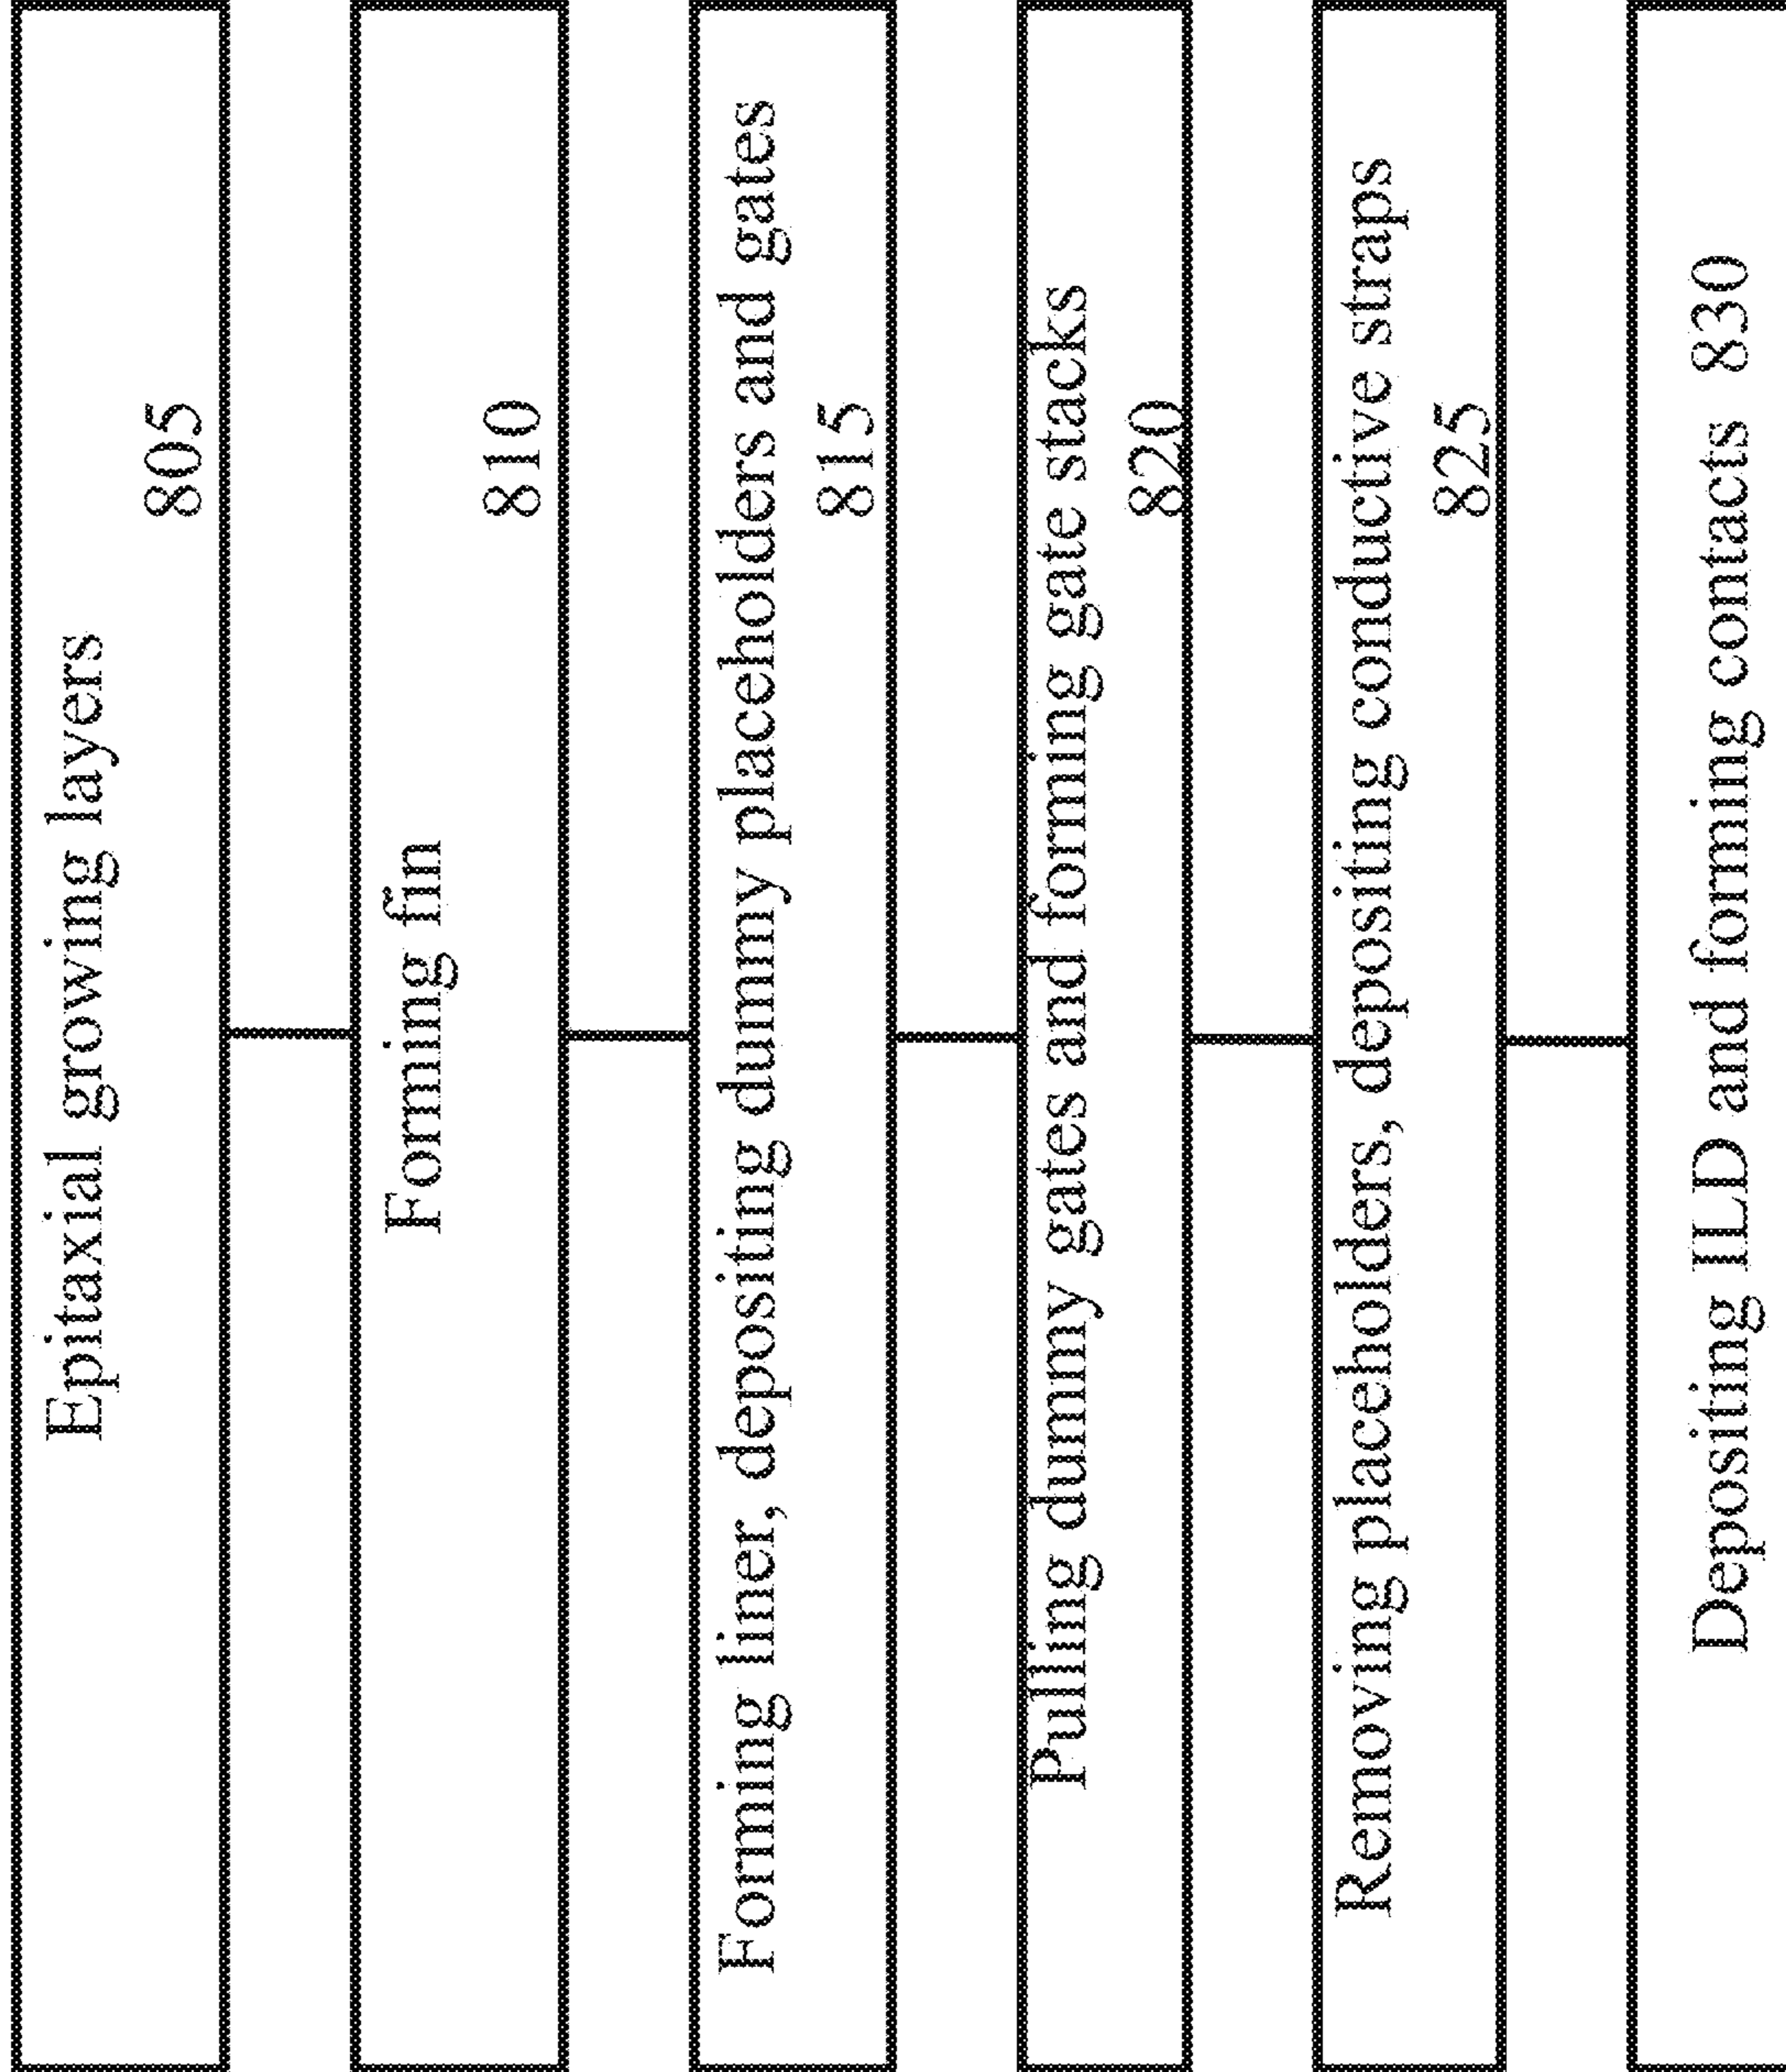 Epitaxial growing layers
805
Forming fin
810
Forming liner, depositing dummy placeholders and gates
815
Pulling dummy gates and forming gate stacks
820
Removing placeholders, depositing conductive straps
825
Depositing ILD and forming contacts 830